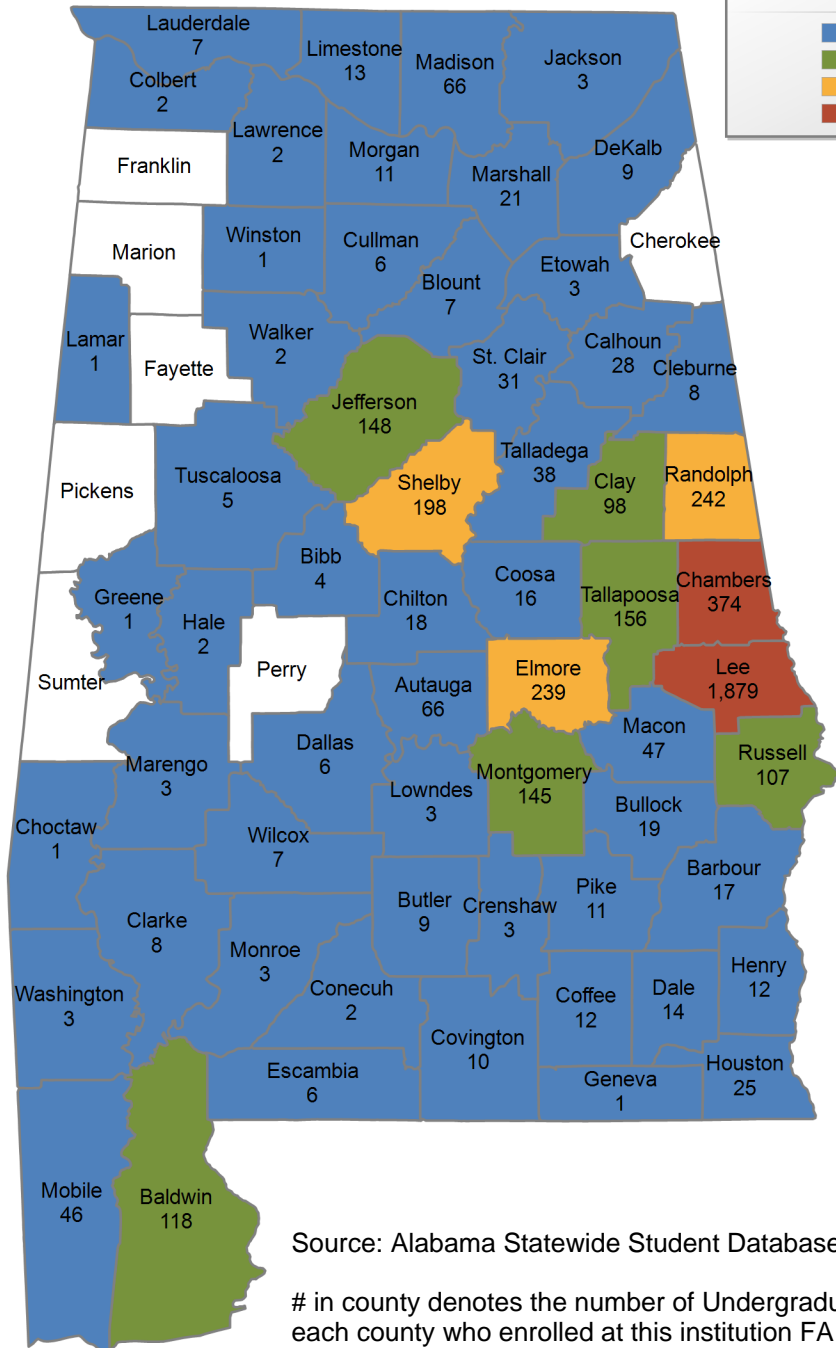 Lauderdale
7
Limestone
13
Madison
66
Jackson
3
Colbert
2
Lawrence
2
Morgan
11
Marshall
21
DeKalb
9
Franklin
Marion
Winston
1
Cullman
6
Blount
7
Etowah
3
Cherokee
Lamar
1
Fayette
Walker
2
Jefferson
148
St. Clair
31
Calhoun
28
Cleburne
8
Pickens
Tuscaloosa
5
Shelby
198
Talladega
38
Clay
98
Randolph
242
Greene
1
Hale
2
Bibb
4
Chilton
18
Coosa
16
Tallapoosa
156
Chambers
374
Sumter
Perry
Autauga
66
Elmore
239
Lee
1,879
Marengo
3
Dallas
6
Lowndes
3
Montgomery
145
Macon
47
Russell
107
Choctaw
1
Wilcox
7
Bullock
19
Clarke
8
Butler
9
Crenshaw
3
Pike
11
Barbour
17
Washington
3
Monroe
3
Conecuh
2
Covington
10
Coffee
12
Dale
14
Henry
12
Escambia
6
Geneva
1
Houston
25
Mobile
46
Baldwin
118
Source: Alabama Statewide Student Database
# in county denotes the number of Undergradu
each county who enrolled at this institution FA